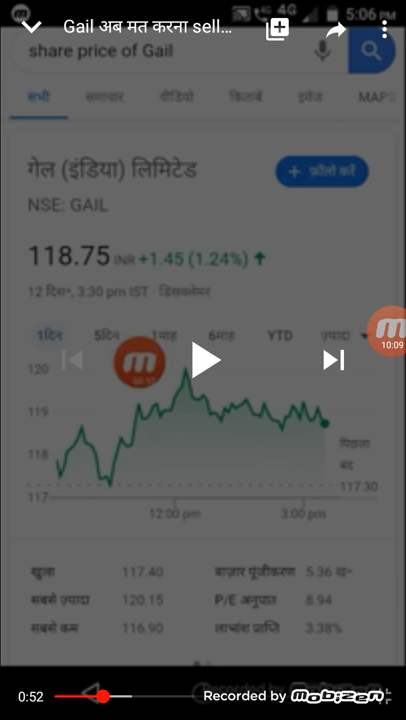 5:06 PM
4G
Gail अब मत करना sell...
share price of Gail
सभी समाचार वीडियो किताबें इमेज MAPS
गेल (इंडिया) लिमिटेड
+ फ़ॉलो करें
NSE: GAIL
118.75 INR +1.45 (1.24%) ↑
12 दिस॰, 3:30 pm IST · डिसक्लेमर
1दिन 5दिन 1माह 6माह YTD ज़्यादा
10:09
120
119
118
117
पिछला
बंद
117.30
12:00 pm 3:00 pm
खुला 117.40 बाज़ार पूंजीकरण 5.36 ख॰
सबसे ज़्यादा 120.15 P/E अनुपात 8.94
सबसे कम 116.90 लाभांश प्राप्ति 3.38%
0:52
Recorded by mobizen